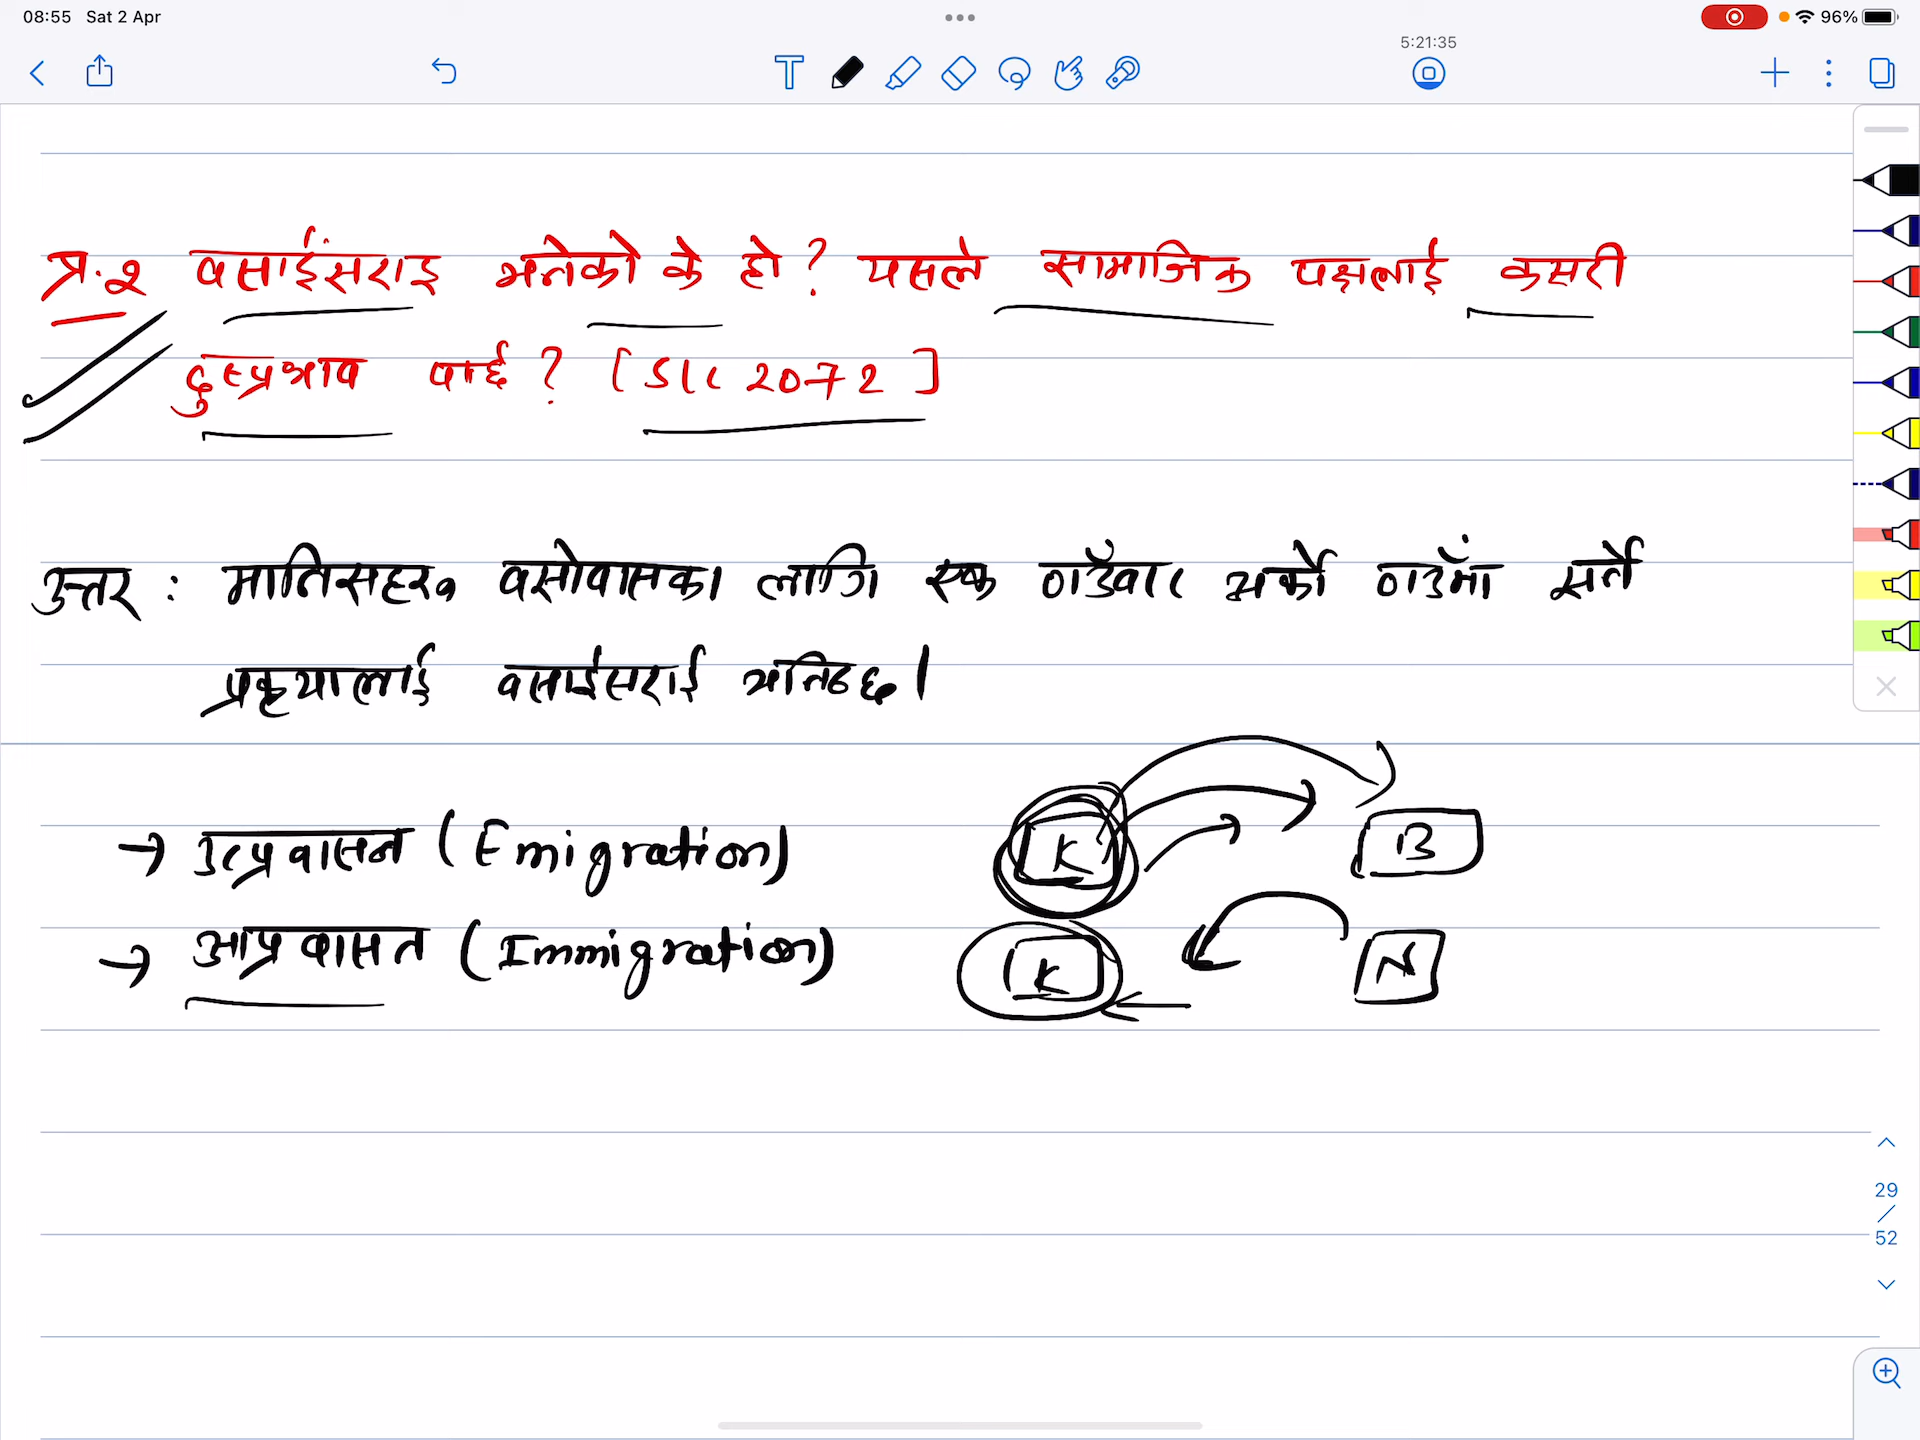 08:55 Sat 2 Apr
96%
5:21:35
प्र.२ बसाईंसराइ भनेको के हो? यसले सामाजिक पक्षलाई कसरी
दुस्प्रभाव पार्छ? [SLC 2072]
उत्तर : मानिसहरू बसोवासका लागि एक ठाउँबाट अर्को ठाउँमा सर्ने
प्रकृयालाई बसाईसराई भनिन्छ।
→ उत्प्रवासन (Emigration)
K B
→ आप्रवासन (Immigration)
K N
29
/
52